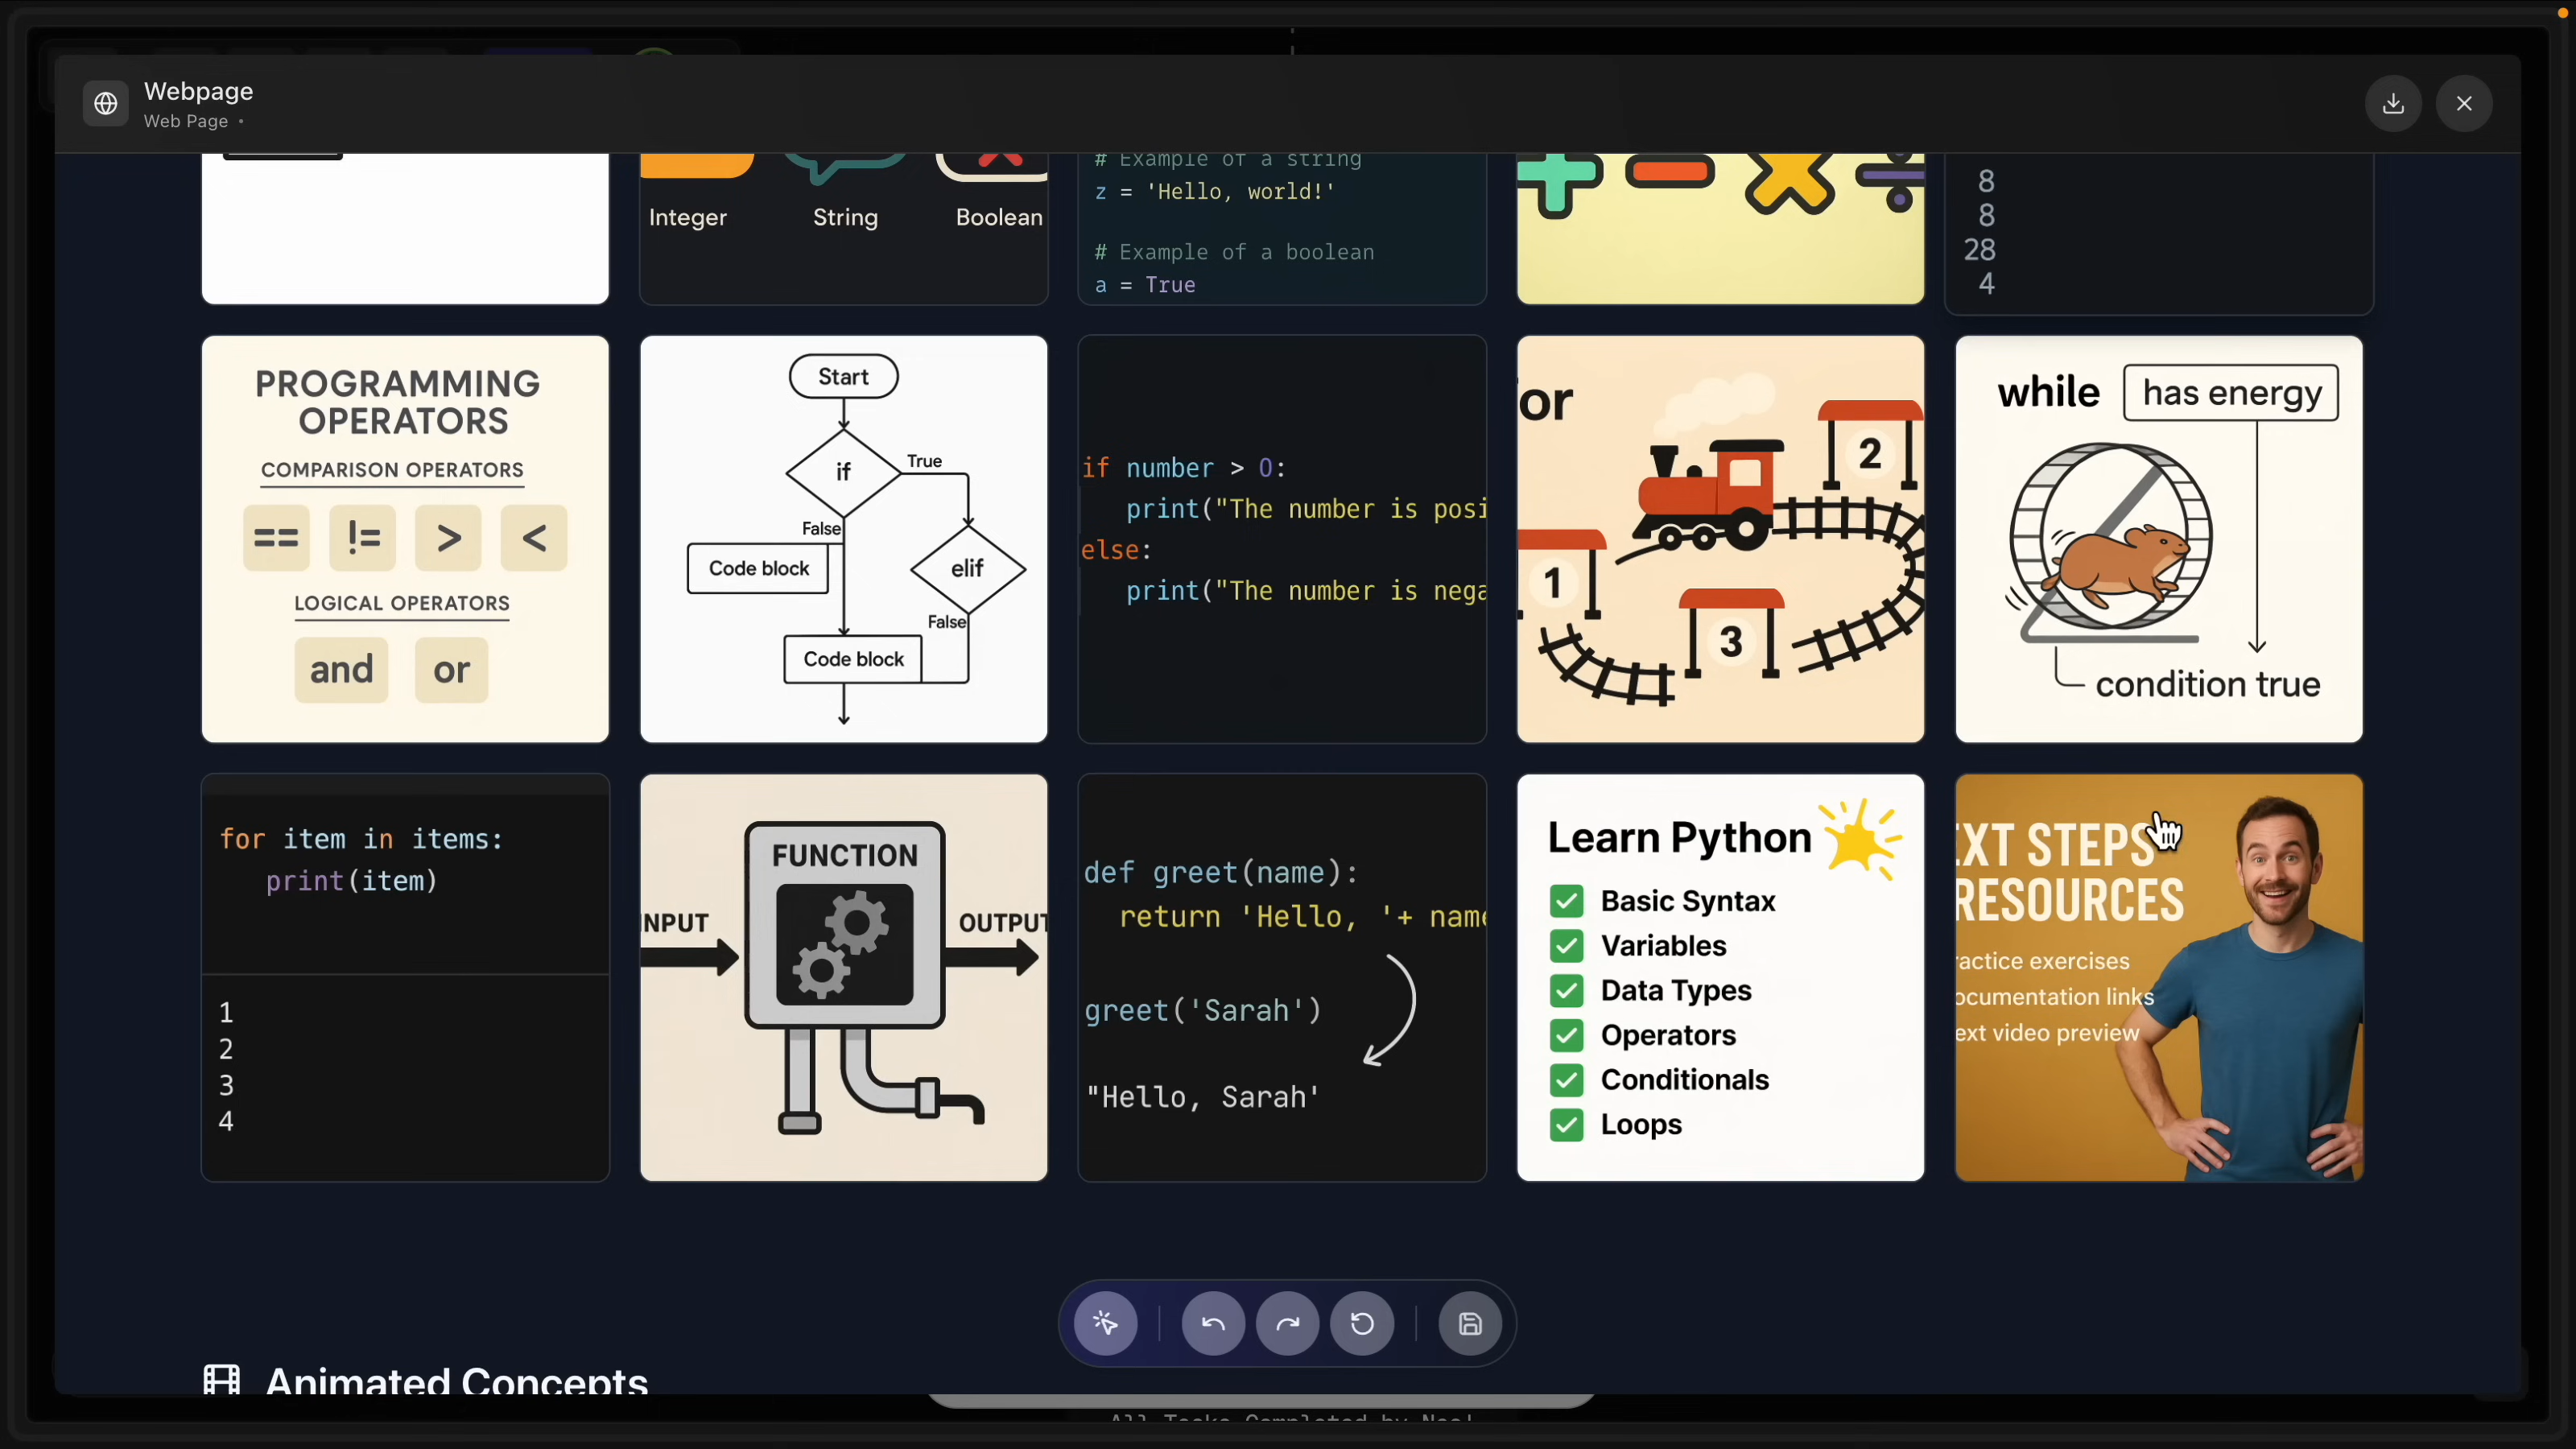 Webpage
Web Page •
Integer
String
Boolean
# Example of a string
z = 'Hello, world!'
# Example of a boolean
a = True
8
8
28
4
PROGRAMMING
OPERATORS
COMPARISON OPERATORS
== != > <
LOGICAL OPERATORS
and or
Start
if
True
False
Code block
elif
False
Code block
if number > 0:
print("The number is posi
else:
print("The number is nega
or
2
1
3
while has energy
condition true
for item in items:
print(item)
1
2
3
4
FUNCTION
INPUT
OUTPUT
def greet(name):
return 'Hello, '+ name
greet('Sarah')
"Hello, Sarah'
Learn Python
Basic Syntax
Variables
Data Types
Operators
Conditionals
Loops
EXT STEPS
RESOURCES
ractice exercises
ocumentation links
ext video preview
Animated Concepts